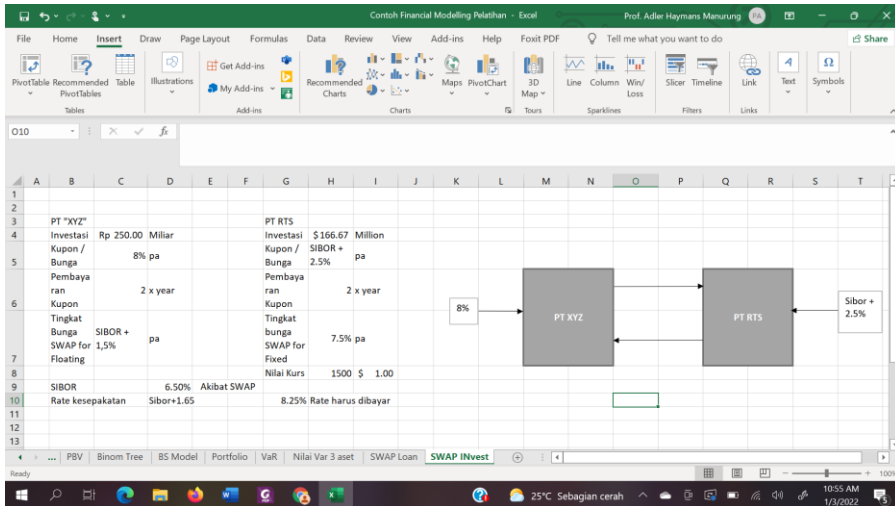 Contoh Financial Modelling Pelatihan - Excel
Prof. Adler Haymans Manurung
PA
File Home Insert Draw Page Layout Formulas Data Review View Add-ins Help Foxit PDF Tell me what you want to do Share
PivotTable
Recommended PivotTables
Table
Illustrations
Get Add-ins
My Add-ins
Recommended Charts
Maps
PivotChart
3D Map
Line
Column
Win/ Loss
Slicer
Timeline
Link
Text
Symbols
Tables
Add-ins
Charts
Tours
Sparklines
Filters
Links
O10
fx
A B C D E F G H I J K L M N O P Q R S T
1
2
3 PT "XYZ" PT RTS
4 Investasi Rp 250.00 Miliar Investasi $166.67 Million
5 Kupon / Bunga 8% pa Kupon / Bunga SIBOR + 2.5% pa
6 Pembaya ran Kupon 2 x year Pembaya ran Kupon 2 x year
7 Tingkat Bunga SWAP for Floating SIBOR + 1,5% pa Tingkat bunga SWAP for Fixed 7.5% pa
8 Nilai Kurs 1500 $ 1.00
9 SIBOR 6.50% Akibat SWAP
10 Rate kesepakatan Sibor+1.65 8.25% Rate harus dibayar
11
12
13
8%
PT XYZ
PT RTS
Sibor + 2.5%
... PBV Binom Tree BS Model Portfolio VaR Nilai Var 3 aset SWAP Loan SWAP INvest
Ready
100%
25°C Sebagian cerah
10:55 AM
1/3/2022
5